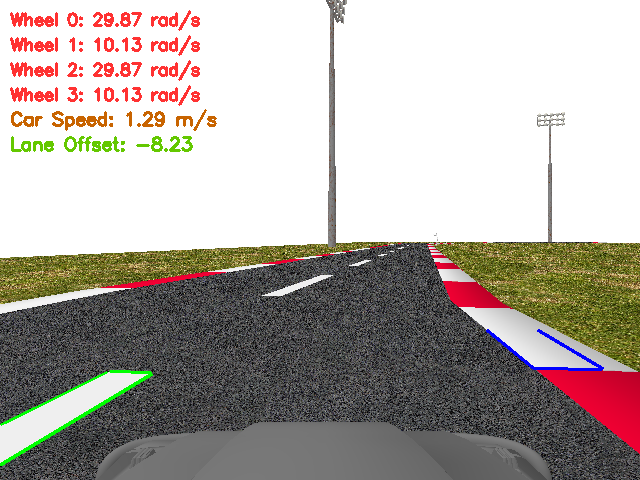 Wheel 0: 29.87 rad/s
Wheel 1: 10.13 rad/s
Wheel 2: 29.87 rad/s
Wheel 3: 10.13 rad/s
Car Speed: 1.29 m/s
Lane Offset: -8.23